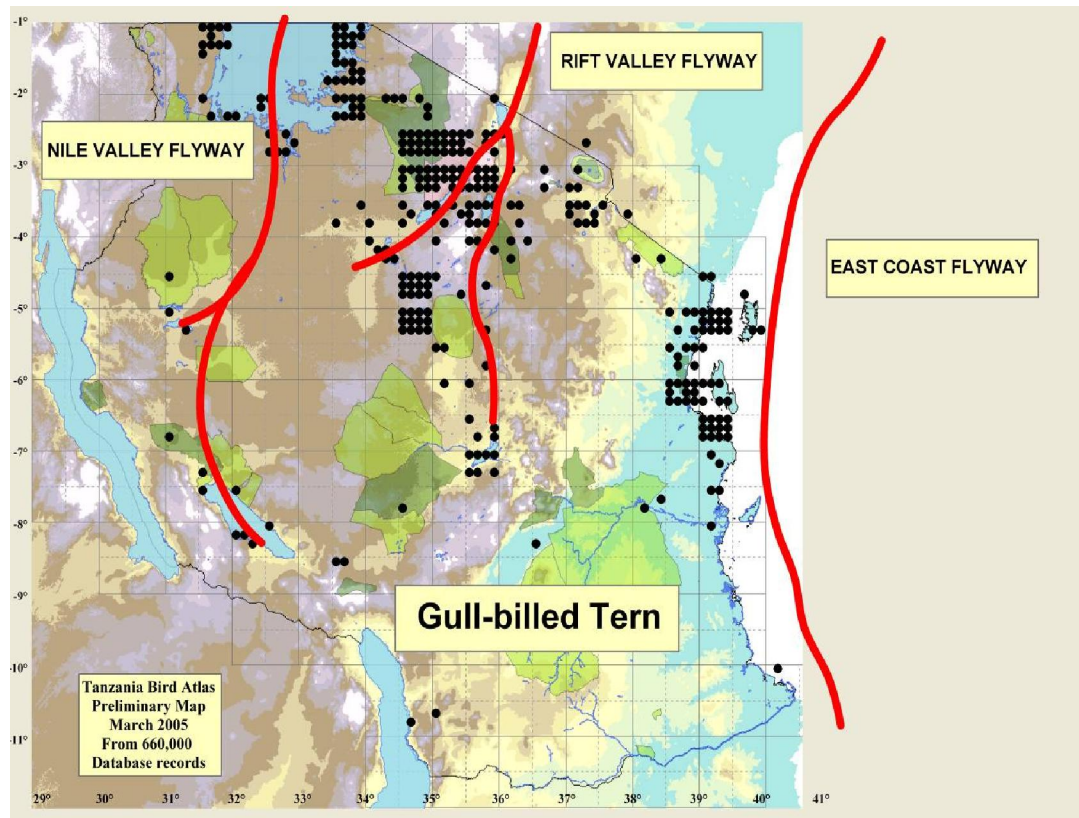 -1°
-2°
-3°
-4°
-5°
-6°
-7°
-8°
-9°
-10°
-11°
RIFT VALLEY FLYWAY
NILE VALLEY FLYWAY
EAST COAST FLYWAY
Gull-billed Tern
Tanzania Bird Atlas
Preliminary Map
March 2005
From 660,000
Database records
29° 30° 31° 32° 33° 34° 35° 36° 37° 38° 39° 40° 41°